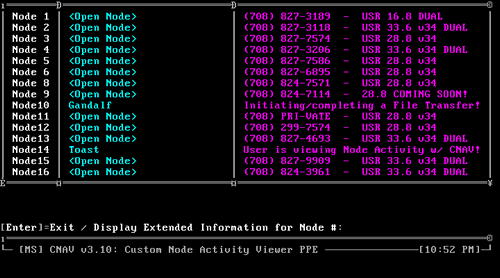 Node 1 <Open Node> (708) 827-3189 - USR 16.8 DUAL
Node 2 <Open Node> (708) 827-3118 - USR 33.6 v34 DUAL
Node 3 <Open Node> (708) 827-7574 - USR 28.8 v34
Node 4 <Open Node> (708) 827-3206 - USR 33.6 v34 DUAL
Node 5 <Open Node> (708) 827-7586 - USR 28.8 v34
Node 6 <Open Node> (708) 827-6895 - USR 28.8 v34
Node 8 <Open Node> (708) 824-7571 - USR 28.8 v34
Node 9 <Open Node> (708) 824-7114 - 28.8 COMING SOON!
Node10 Gandalf Initiating/completing a File Transfer!
Node11 <Open Node> (708) PRI-VATE - USR 28.8 v34
Node12 <Open Node> (708) 299-7574 - USR 28.8 v34
Node13 <Open Node> (708) 827-4693 - USR 33.6 v34 DUAL
Node14 Toast User is viewing Node Activity w/ CNAV!
Node15 <Open Node> (708) 827-9909 - USR 33.6 v34 DUAL
Node16 <Open Node> (708) 824-3961 - USR 33.6 v34 DUAL
[Enter]=Exit / Display Extended Information for Node #:
[MS] CNAV v3.10: Custom Node Activity Viewer PPE [10:52 PM]